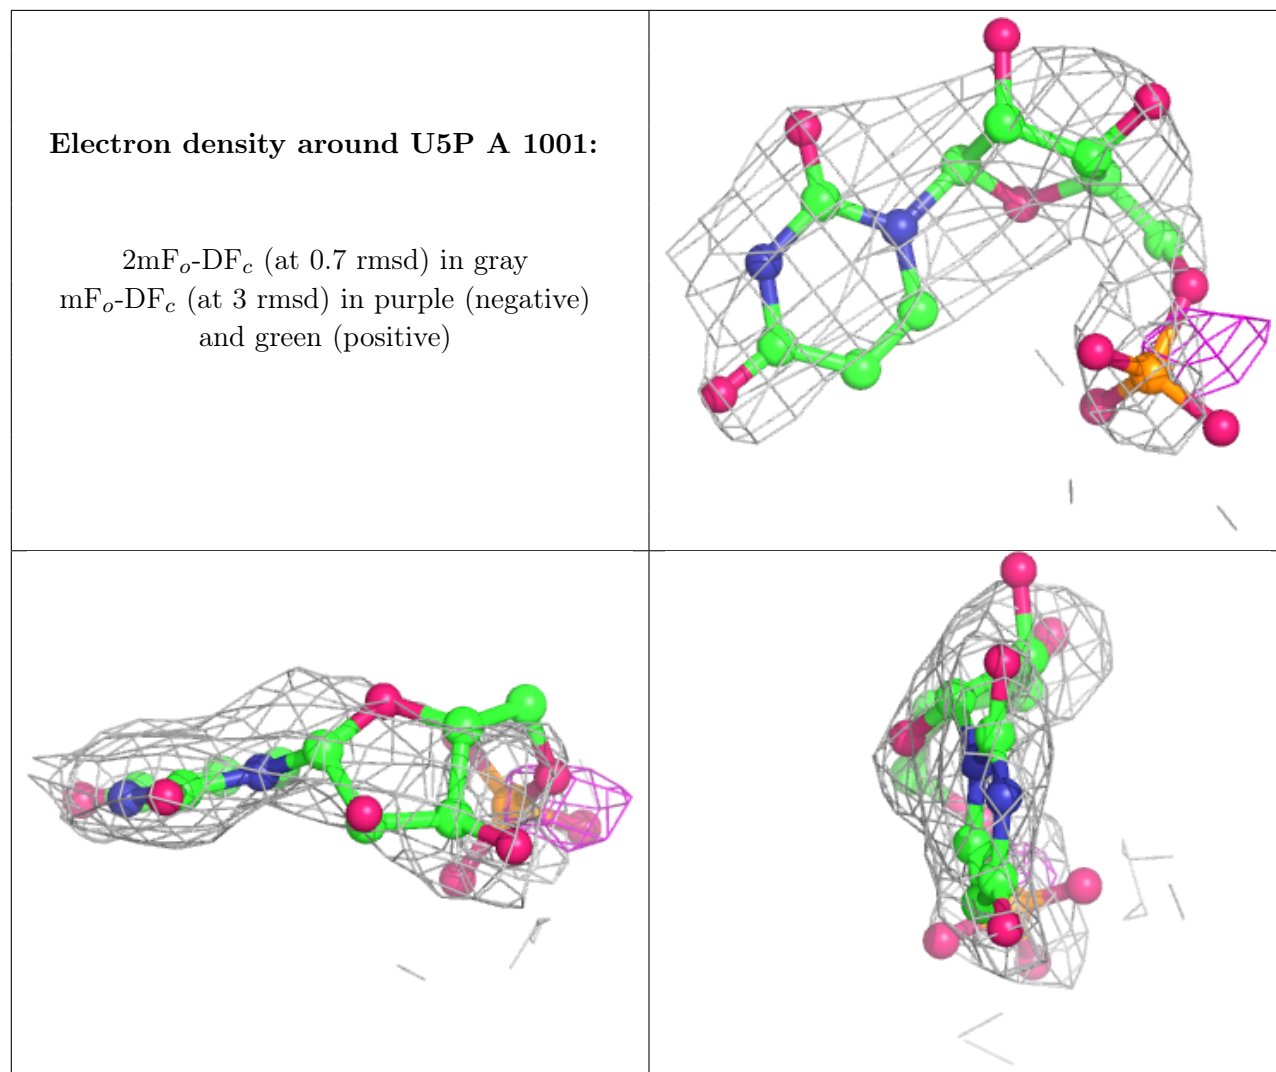 Electron density around U5P A 1001:
2mFo-DFc (at 0.7 rmsd) in gray
mFo-DFc (at 3 rmsd) in purple (negative)
and green (positive)